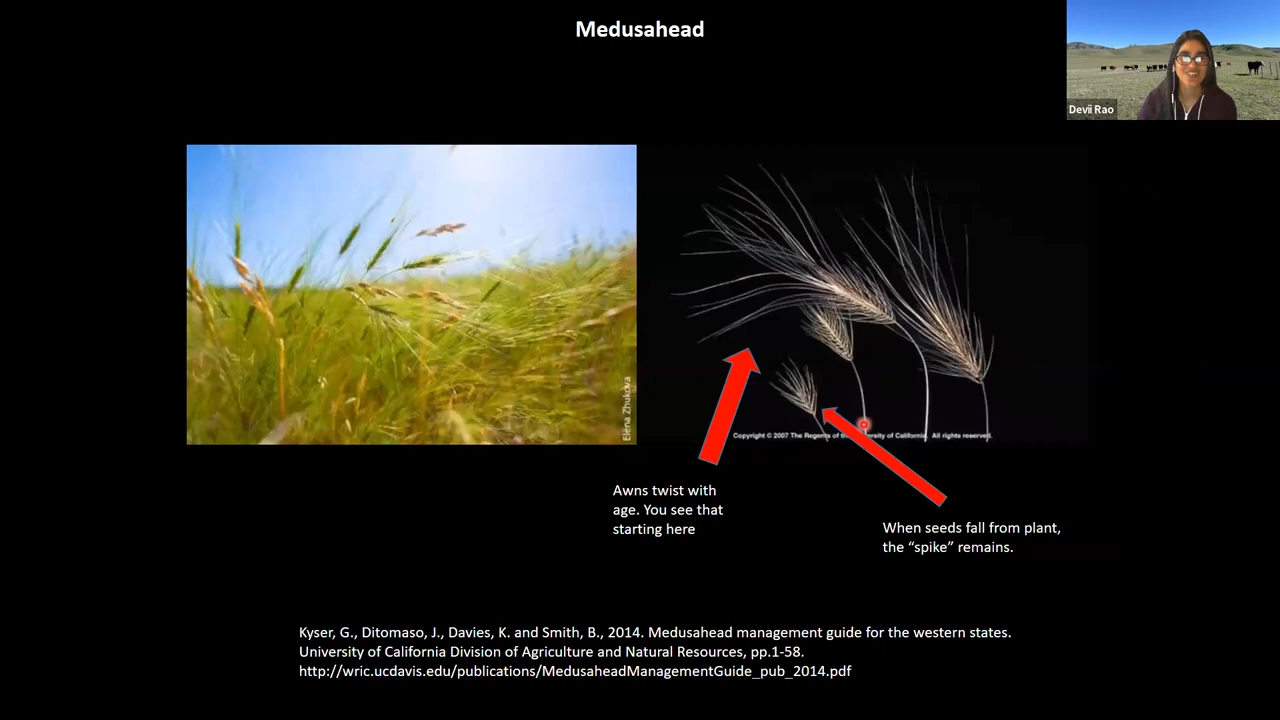 Medusahead
Devii Rao
Elena Zhukova
Copyright © 2007 The Regents of the University of California. All rights reserved.
Awns twist with
age. You see that
starting here
When seeds fall from plant,
the “spike” remains.
Kyser, G., Ditomaso, J., Davies, K. and Smith, B., 2014. Medusahead management guide for the western states.
University of California Division of Agriculture and Natural Resources, pp.1-58.
http://wric.ucdavis.edu/publications/MedusaheadManagementGuide_pub_2014.pdf